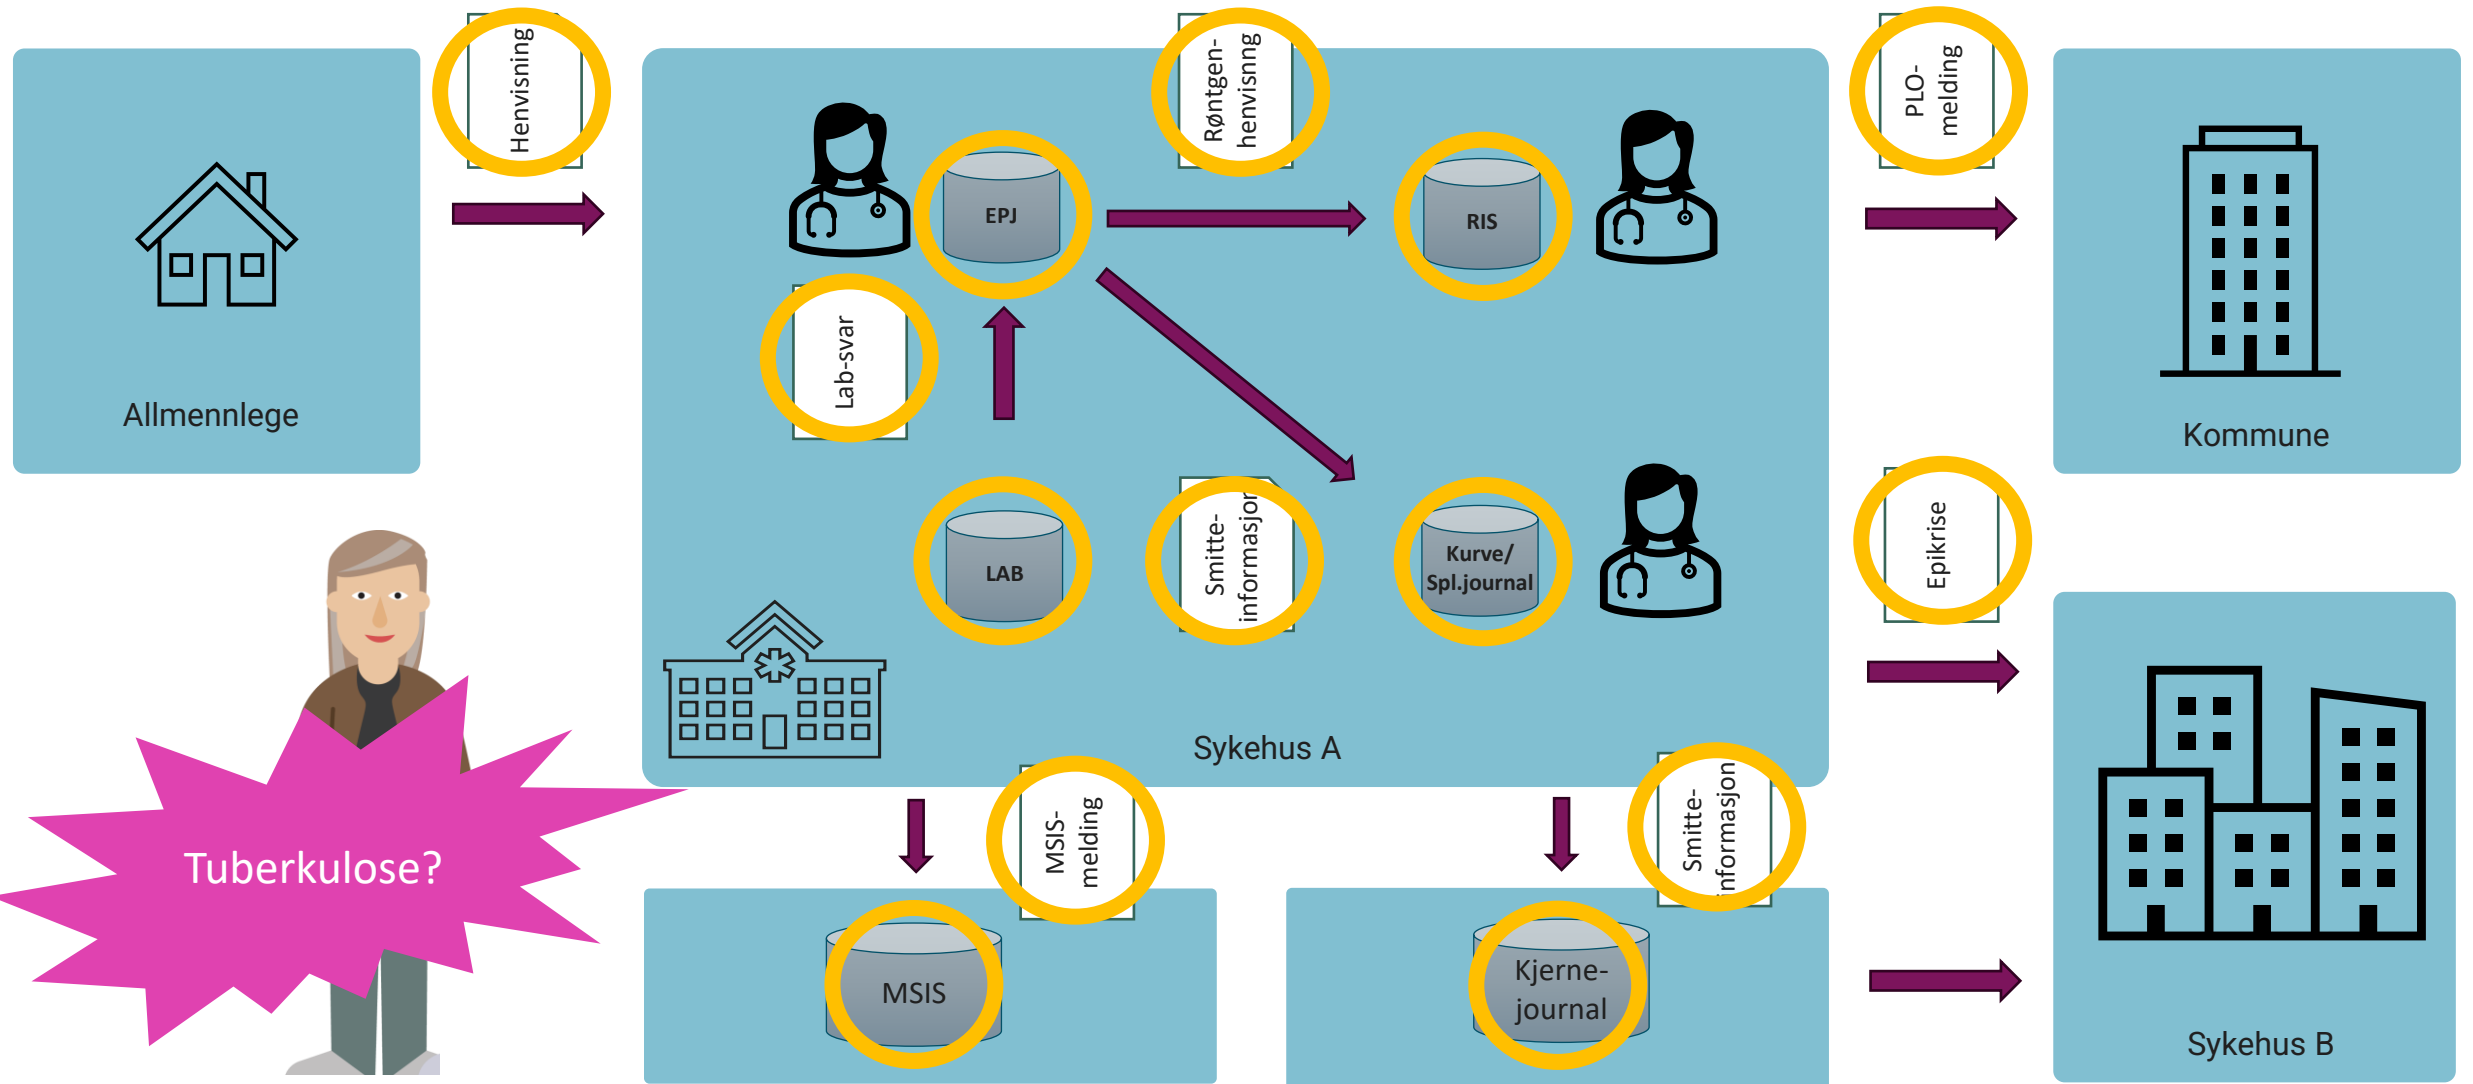 Henvisning
Røntgen-
henvisnng
PLO-
melding
EPJ
RIS
Lab-svar
Allmennlege
Kommune
LAB
Smitte-
informasjon
Kurve/
Spl.journal
Epikrise
Sykehus A
Tuberkulose?
MSIS-
melding
Smitte-
informasjon
MSIS
Kjerne-
journal
Sykehus B